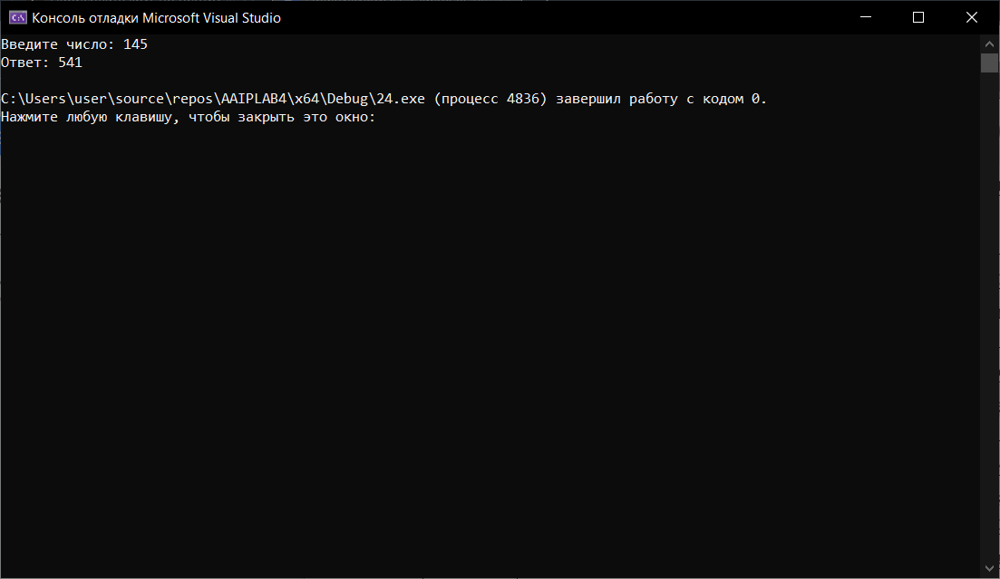 Консоль отладки Microsoft Visual Studio
Введите число: 145
Ответ: 541
C:\Users\user\source\repos\AAIPLAB4\x64\Debug\24.exe (процесс 4836) завершил работу с кодом 0.
Нажмите любую клавишу, чтобы закрыть это окно: